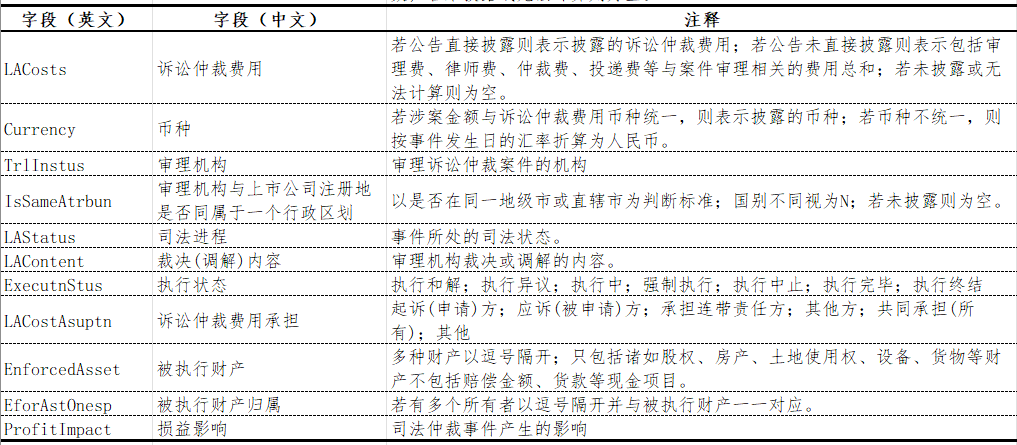 字段（英文） 字段（中文） 注释
LACosts 诉讼仲裁费用 若公告直接披露则表示披露的诉讼仲裁费用；若公告未直接披露则表示包括审
理费、律师费、仲裁费、投递费等与案件审理相关的费用总和；若未披露或无
法计算则为空。
Currency 币种 若涉案金额与诉讼仲裁费用币种统一，则表示披露的币种；若币种不统一，则
按事件发生日的汇率折算为人民币。
TrlInstus 审理机构 审理诉讼仲裁案件的机构
IsSameAtrbun 审理机构与上市公司注册地
是否同属于一个行政区划 以是否在同一地级市或直辖市为判断标准；国别不同视为N；若未披露则为空。
LAStatus 司法进程 事件所处的司法状态。
LAContent 裁决(调解)内容 审理机构裁决或调解的内容。
ExecutnStus 执行状态 执行和解；执行异议；执行中；强制执行；执行中止；执行完毕；执行终结
LACostAsuptn 诉讼仲裁费用承担 起诉(申请)方；应诉(被申请)方；承担连带责任方；其他方；共同承担(所
有)；其他
EnforcedAsset 被执行财产 多种财产以逗号隔开；只包括诸如股权、房产、土地使用权、设备、货物等财
产不包括赔偿金额、货款等现金项目。
EforAstOnesp 被执行财产归属 若有多个所有者以逗号隔开并与被执行财产一一对应。
ProfitImpact 损益影响 司法仲裁事件产生的影响